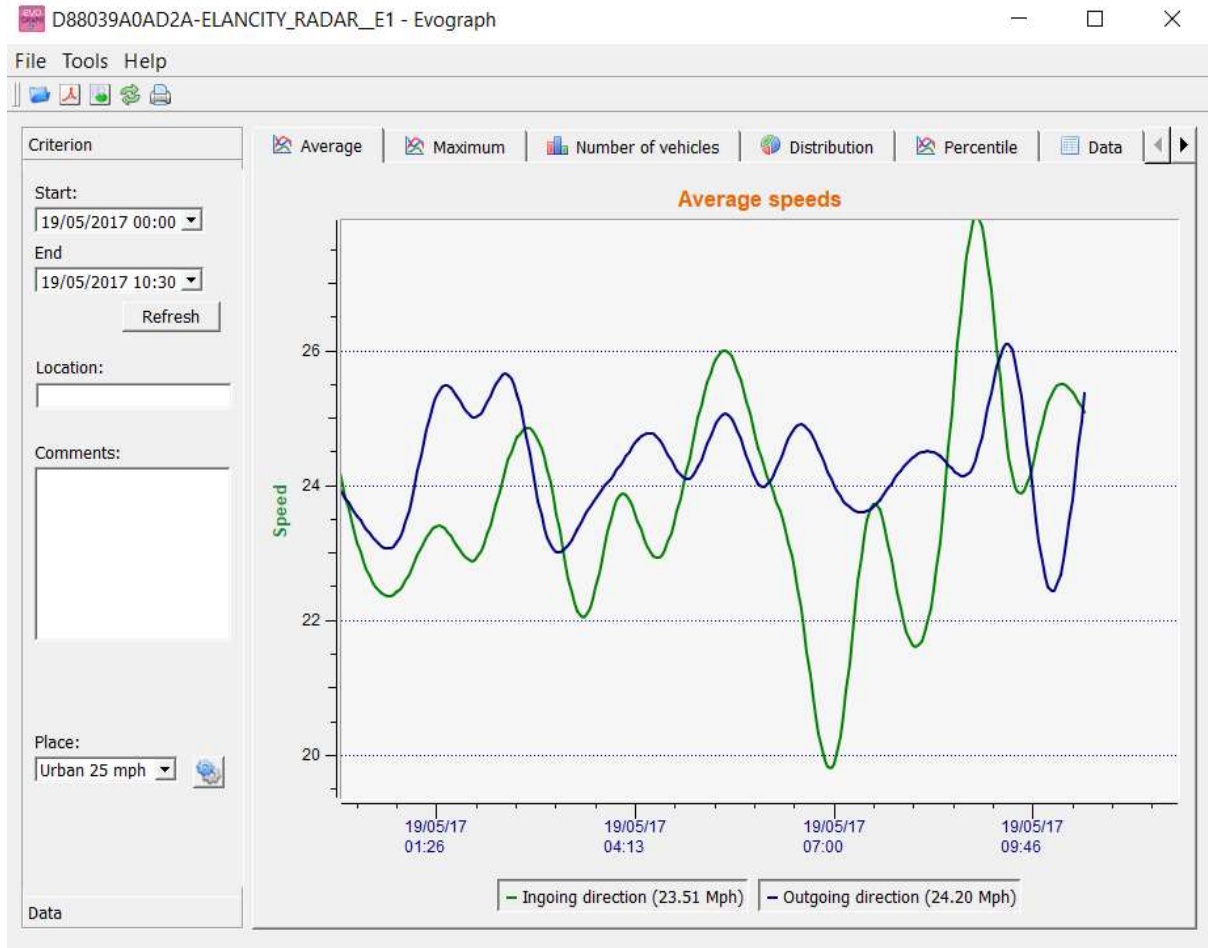 EVO
GRAPH
D88039A0AD2A-ELANCITY_RADAR__E1 - Evograph
File Tools Help
Criterion
Start:
19/05/2017 00:00
End
19/05/2017 10:30
Refresh
Location:
Comments:
Place:
Urban 25 mph
Data
Average Maximum Number of vehicles Distribution Percentile Data
Average speeds
Speed
26
24
22
20
19/05/17 19/05/17 19/05/17 19/05/17
01:26 04:13 07:00 09:46
Ingoing direction (23.51 Mph) Outgoing direction (24.20 Mph)